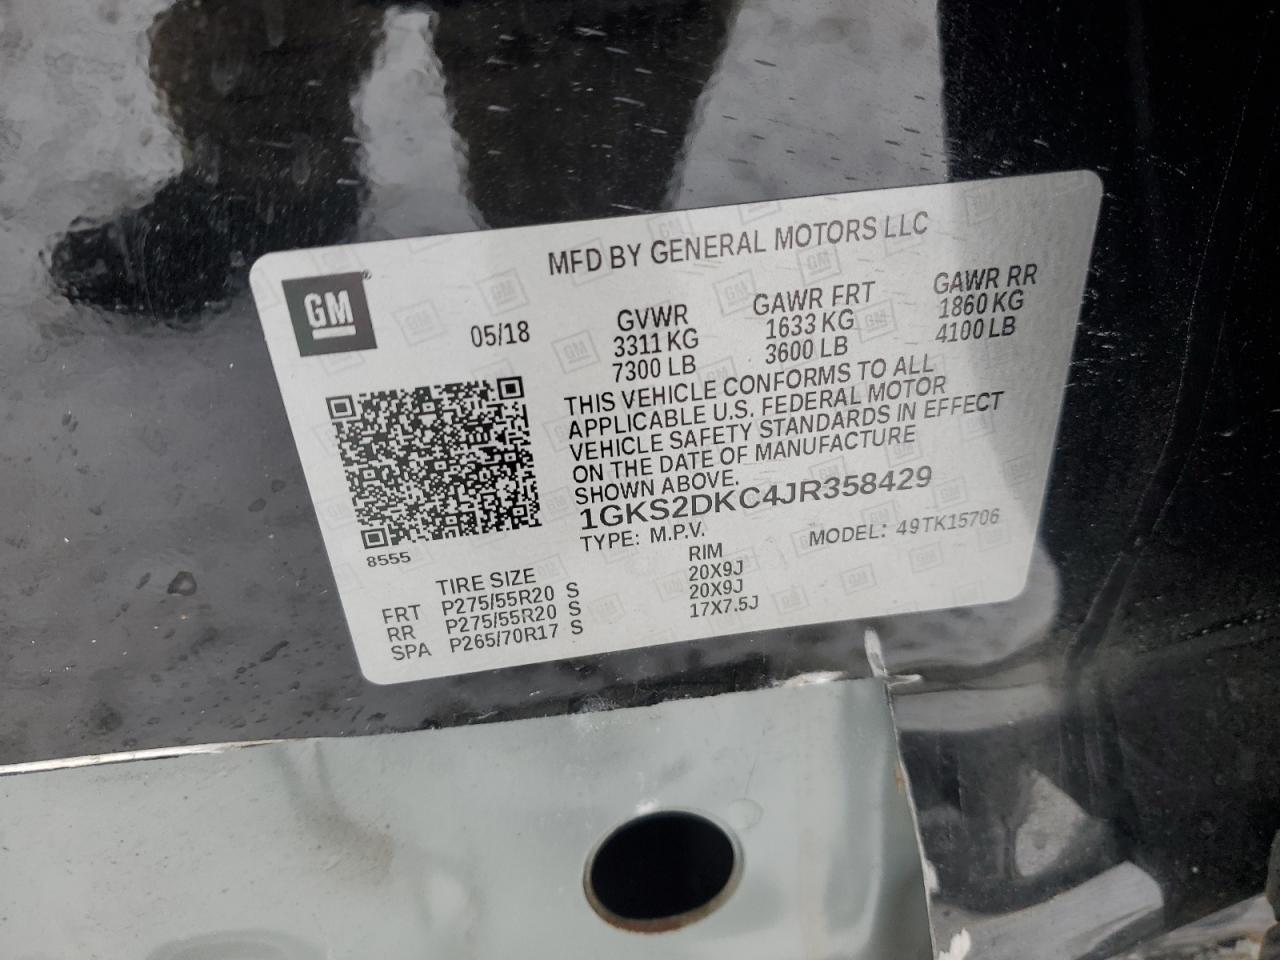 MFD BY GENERAL MOTORS LLC
GM®
05/18
GVWR GAWR FRT GAWR RR
3311 KG 1633 KG 1860 KG
7300 LB 3600 LB 4100 LB
THIS VEHICLE CONFORMS TO ALL
APPLICABLE U.S. FEDERAL MOTOR
VEHICLE SAFETY STANDARDS IN EFFECT
ON THE DATE OF MANUFACTURE
SHOWN ABOVE.
1GKS2DKC4JR358429
TYPE: M.P.V. MODEL: 49TK15706
8555
TIRE SIZE RIM
FRT P275/55R20 S 20X9J
RR P275/55R20 S 20X9J
SPA P265/70R17 S 17X7.5J